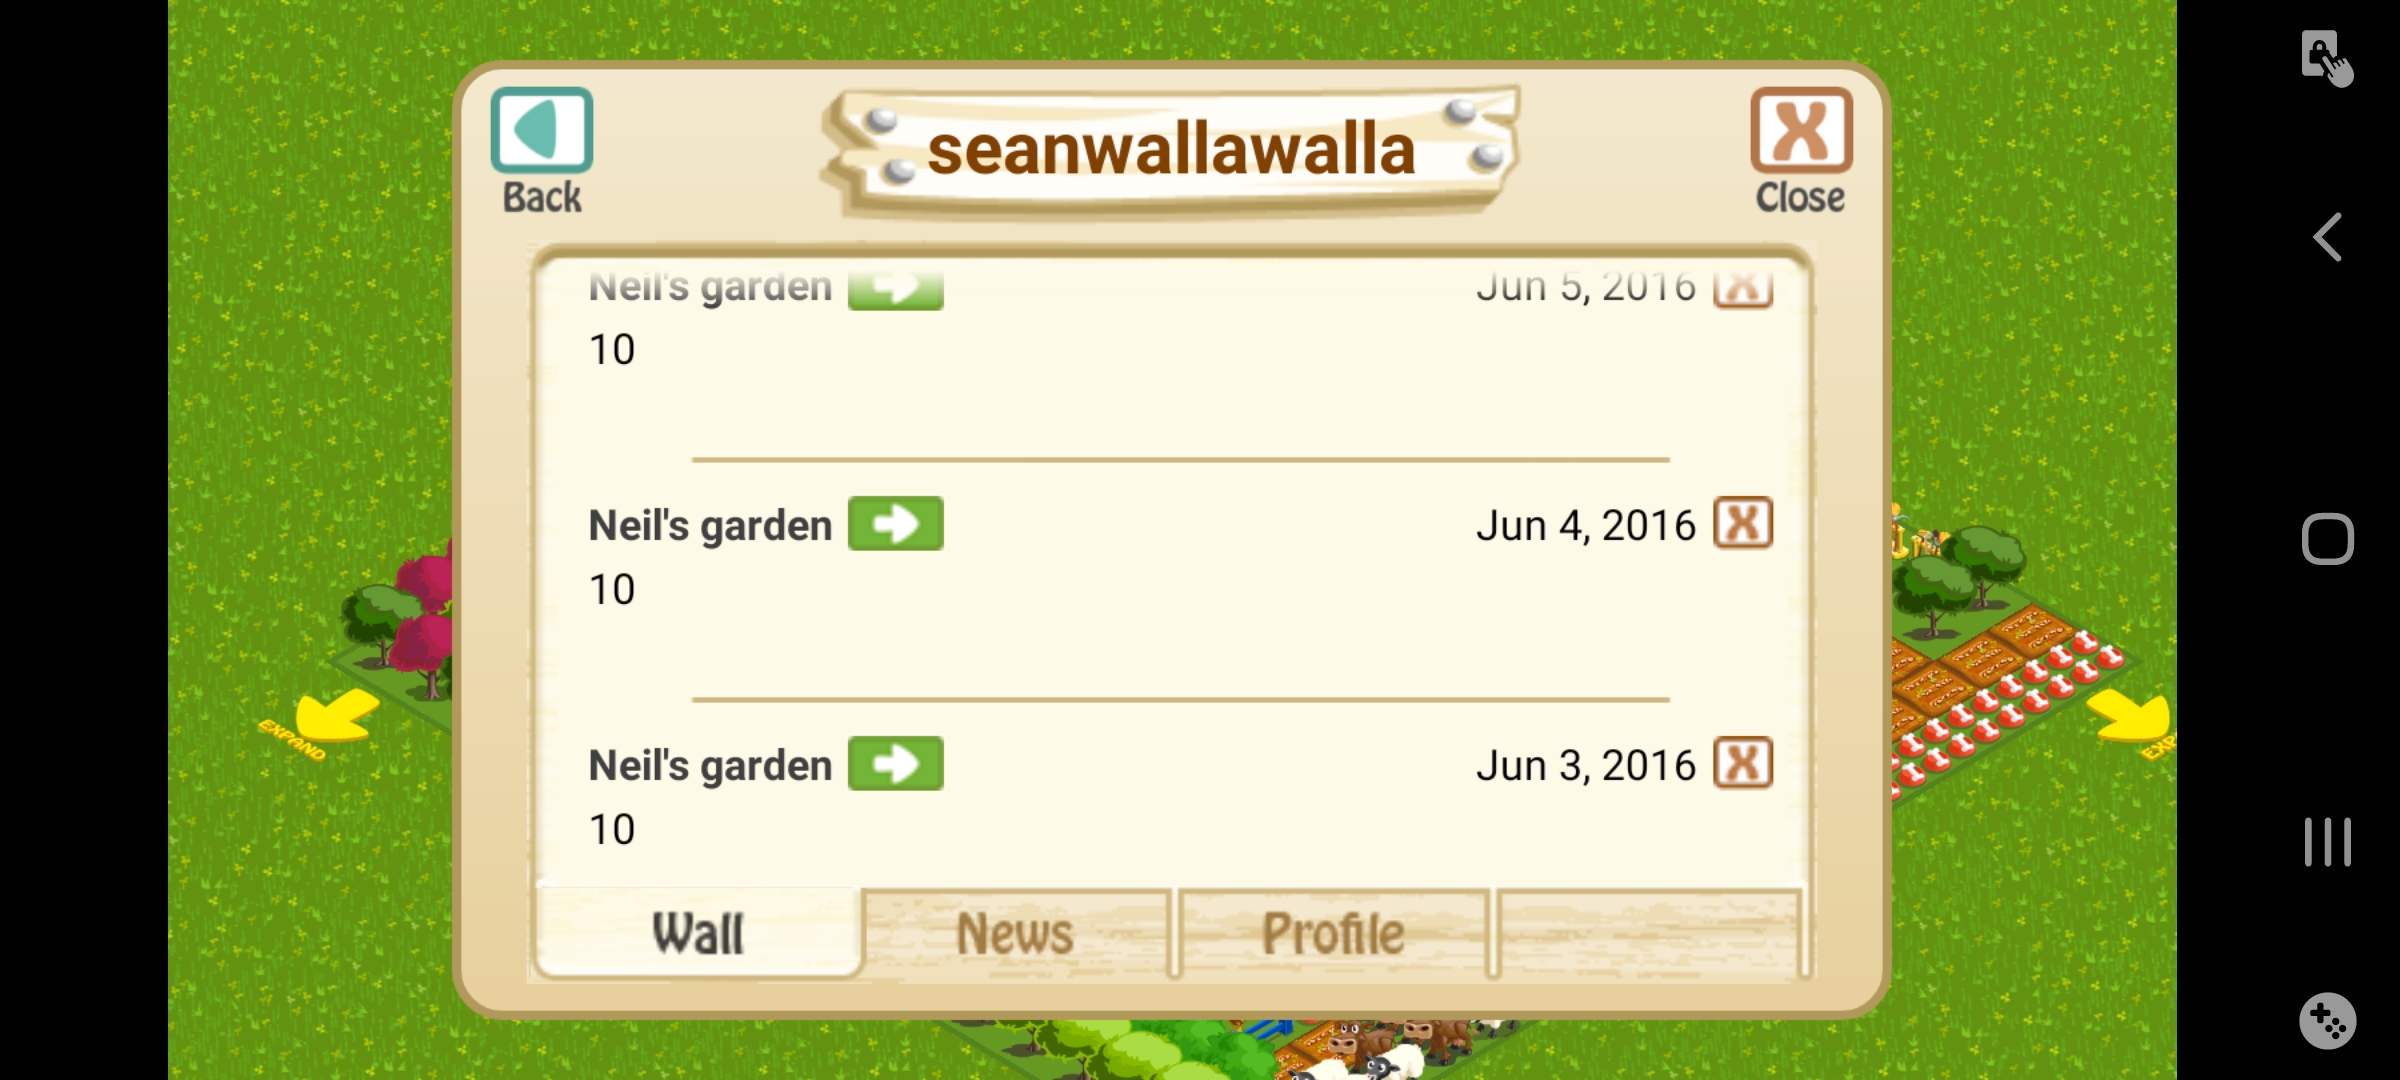 seanwallawalla
Back
Close
Neil's garden
Jun 5, 2016
10
Neil's garden
Jun 4, 2016
10
Neil's garden
Jun 3, 2016
10
EXPAND
EXP
Wall
News
Profile